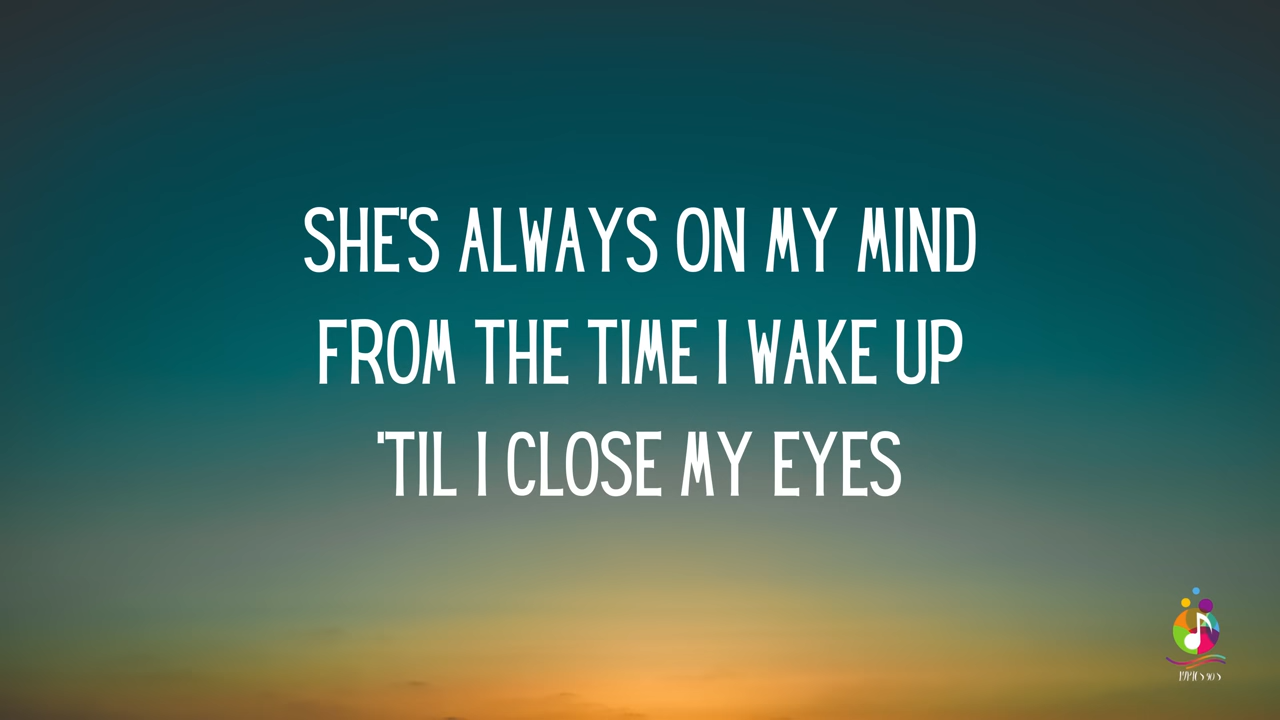 SHE'S ALWAYS ON MY MIND
FROM THE TIME I WAKE UP
'TIL I CLOSE MY EYES